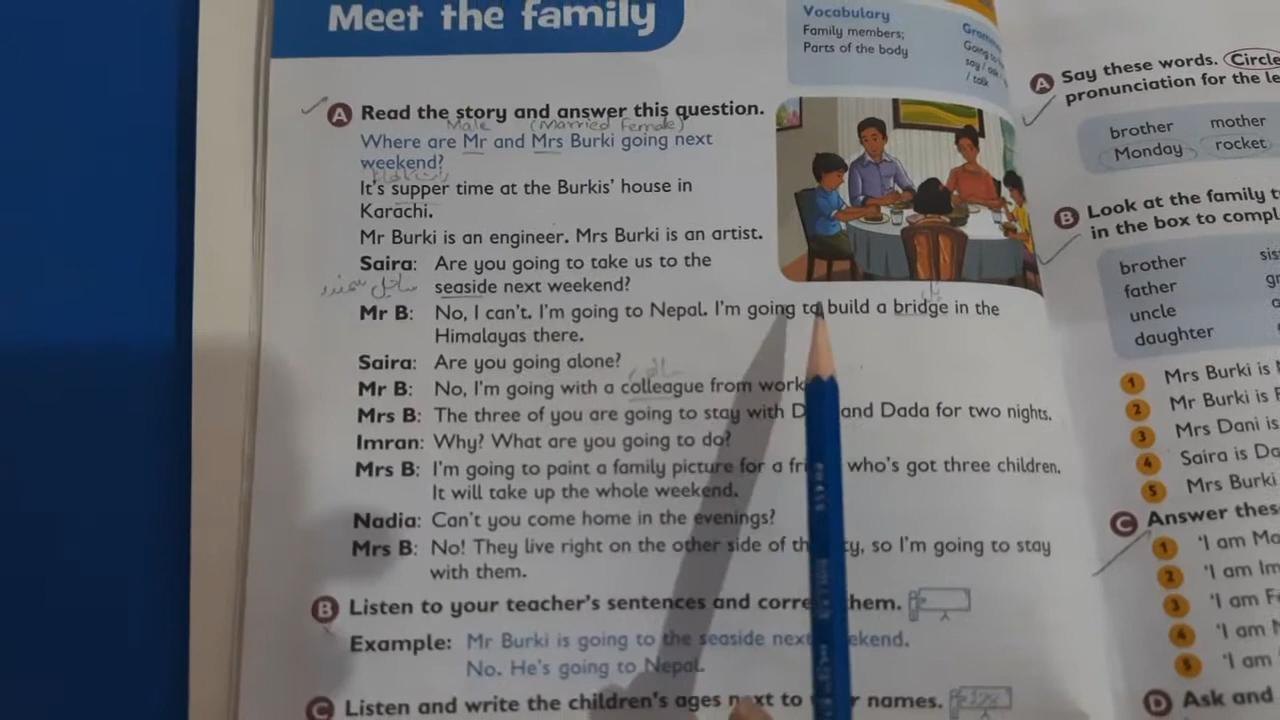 Meet the family
Vocabulary
Family members;
Parts of the body
Going to
say / ask
/ talk
A Read the story and answer this question.
Male (Married Female)
Where are Mr and Mrs Burki going next
weekend?
It's supper time at the Burkis' house in
Karachi.
Mr Burki is an engineer. Mrs Burki is an artist.
Saira: Are you going to take us to the
seaside next weekend?
ساحل سمندر
پل
Mr B: No, I can't. I'm going to Nepal. I'm going to build a bridge in the
Himalayas there.
Saira: Are you going alone?
Mr B: No, I'm going with a colleague from work
Mrs B: The three of you are going to stay with D and Dada for two nights.
Imran: Why? What are you going to do?
Mrs B: I'm going to paint a family picture for a fri who's got three children.
It will take up the whole weekend.
Nadia: Can't you come home in the evenings?
Mrs B: No! They live right on the other side of th ty, so I'm going to stay
with them.
B Listen to your teacher's sentences and corre hem.
Example: Mr Burki is going to the seaside next ekend.
No. He's going to Nepal.
C Listen and write the children's ages next to names.
A Say these words. Circle
pronunciation for the le
brother mother
Monday rocket
B Look at the family t
in the box to compl
brother sis
father gr
uncle
daughter
1 Mrs Burki is
2 Mr Burki is
3 Mrs Dani is
4 Saira is Da
5 Mrs Burki
C Answer thes
1 'I am Ma
2 'I am Im
3 'I am F
4 'I am
5 'I am
D Ask and